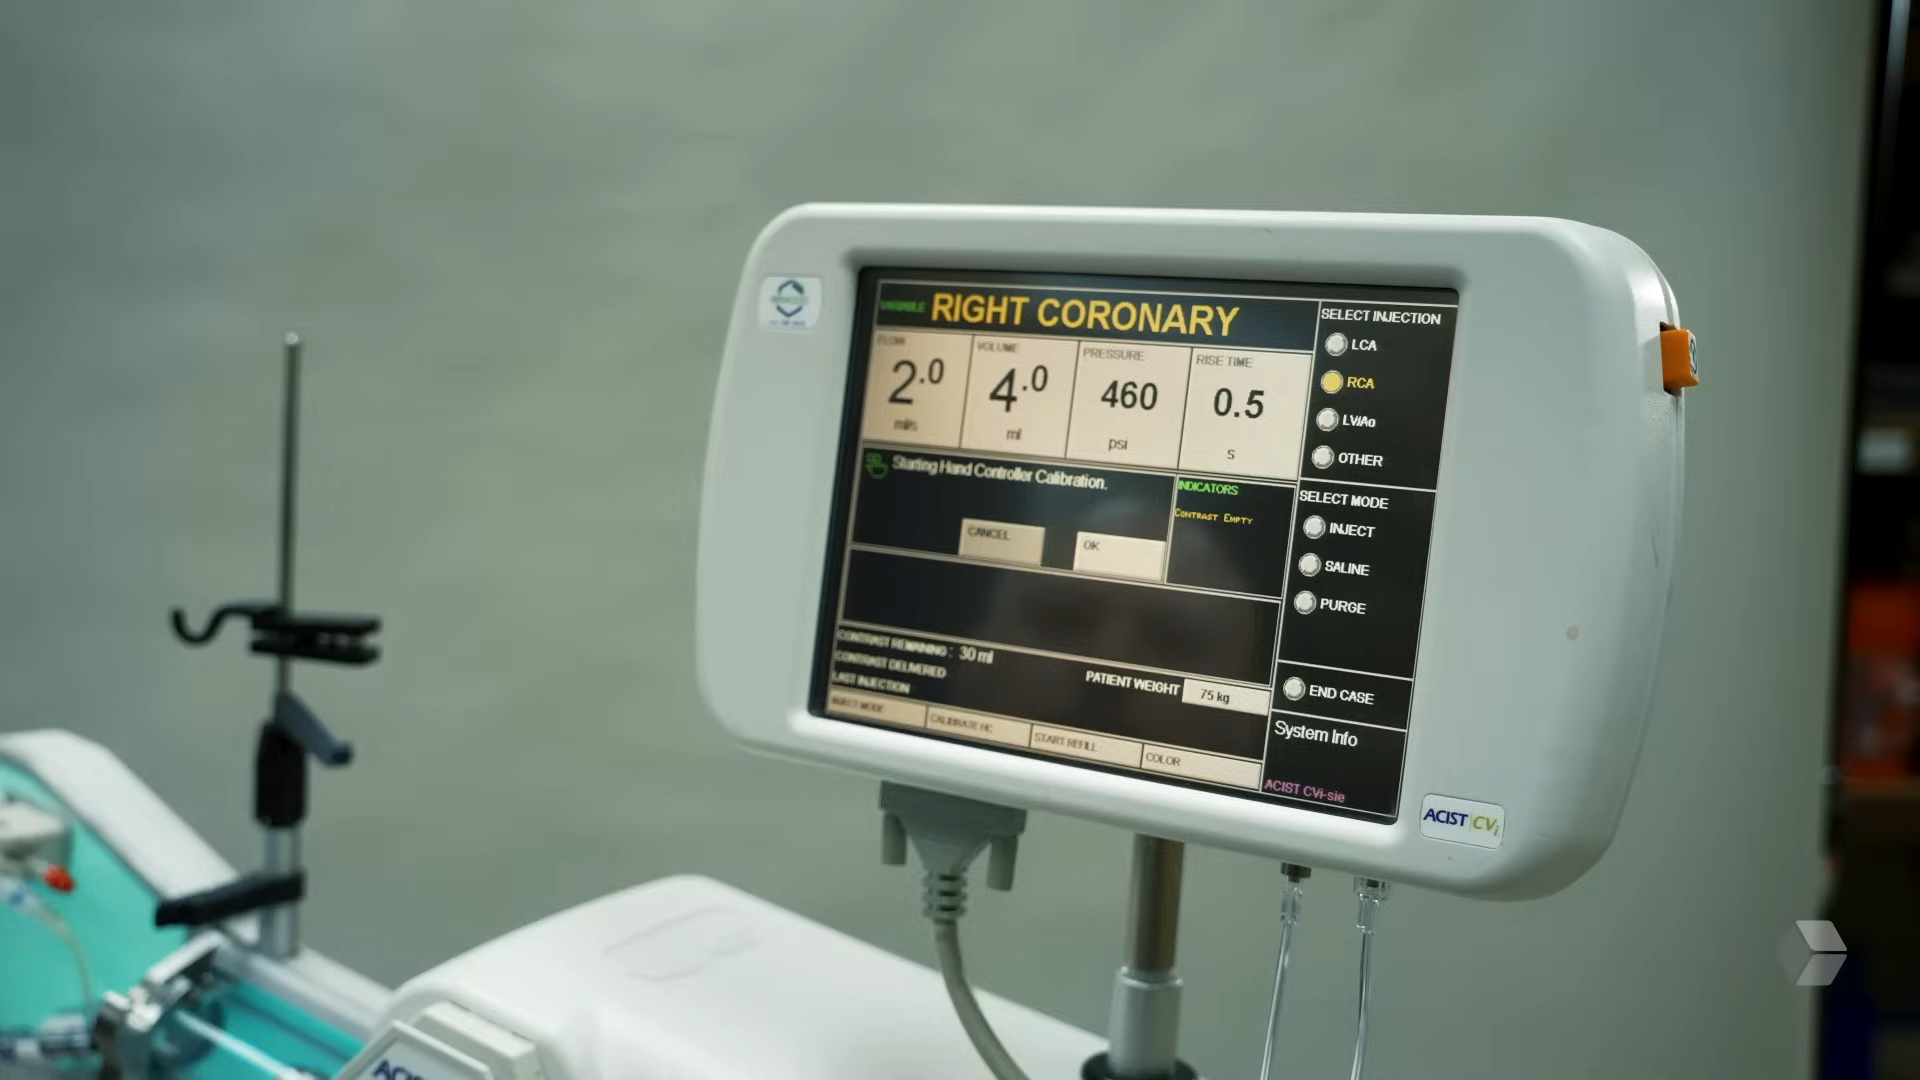 VARIABLE RIGHT CORONARY
FLOW
2.0
ml/s
VOLUME
4.0
ml
PRESSURE
460
psi
RISE TIME
0.5
s
Starting Hand Controller Calibration.
CANCEL
OK
INDICATORS
CONTRAST EMPTY
CONTRAST REMAINING : 30 ml
CONTRAST DELIVERED
LAST INJECTION
PATIENT WEIGHT 75 kg
INJECT MODE
CALIBRATE HC
START REFILL
COLOR
SELECT INJECTION
LCA
RCA
LV/Ao
OTHER
SELECT MODE
INJECT
SALINE
PURGE
END CASE
System Info
ACIST CVi-sie
ACIST CVi